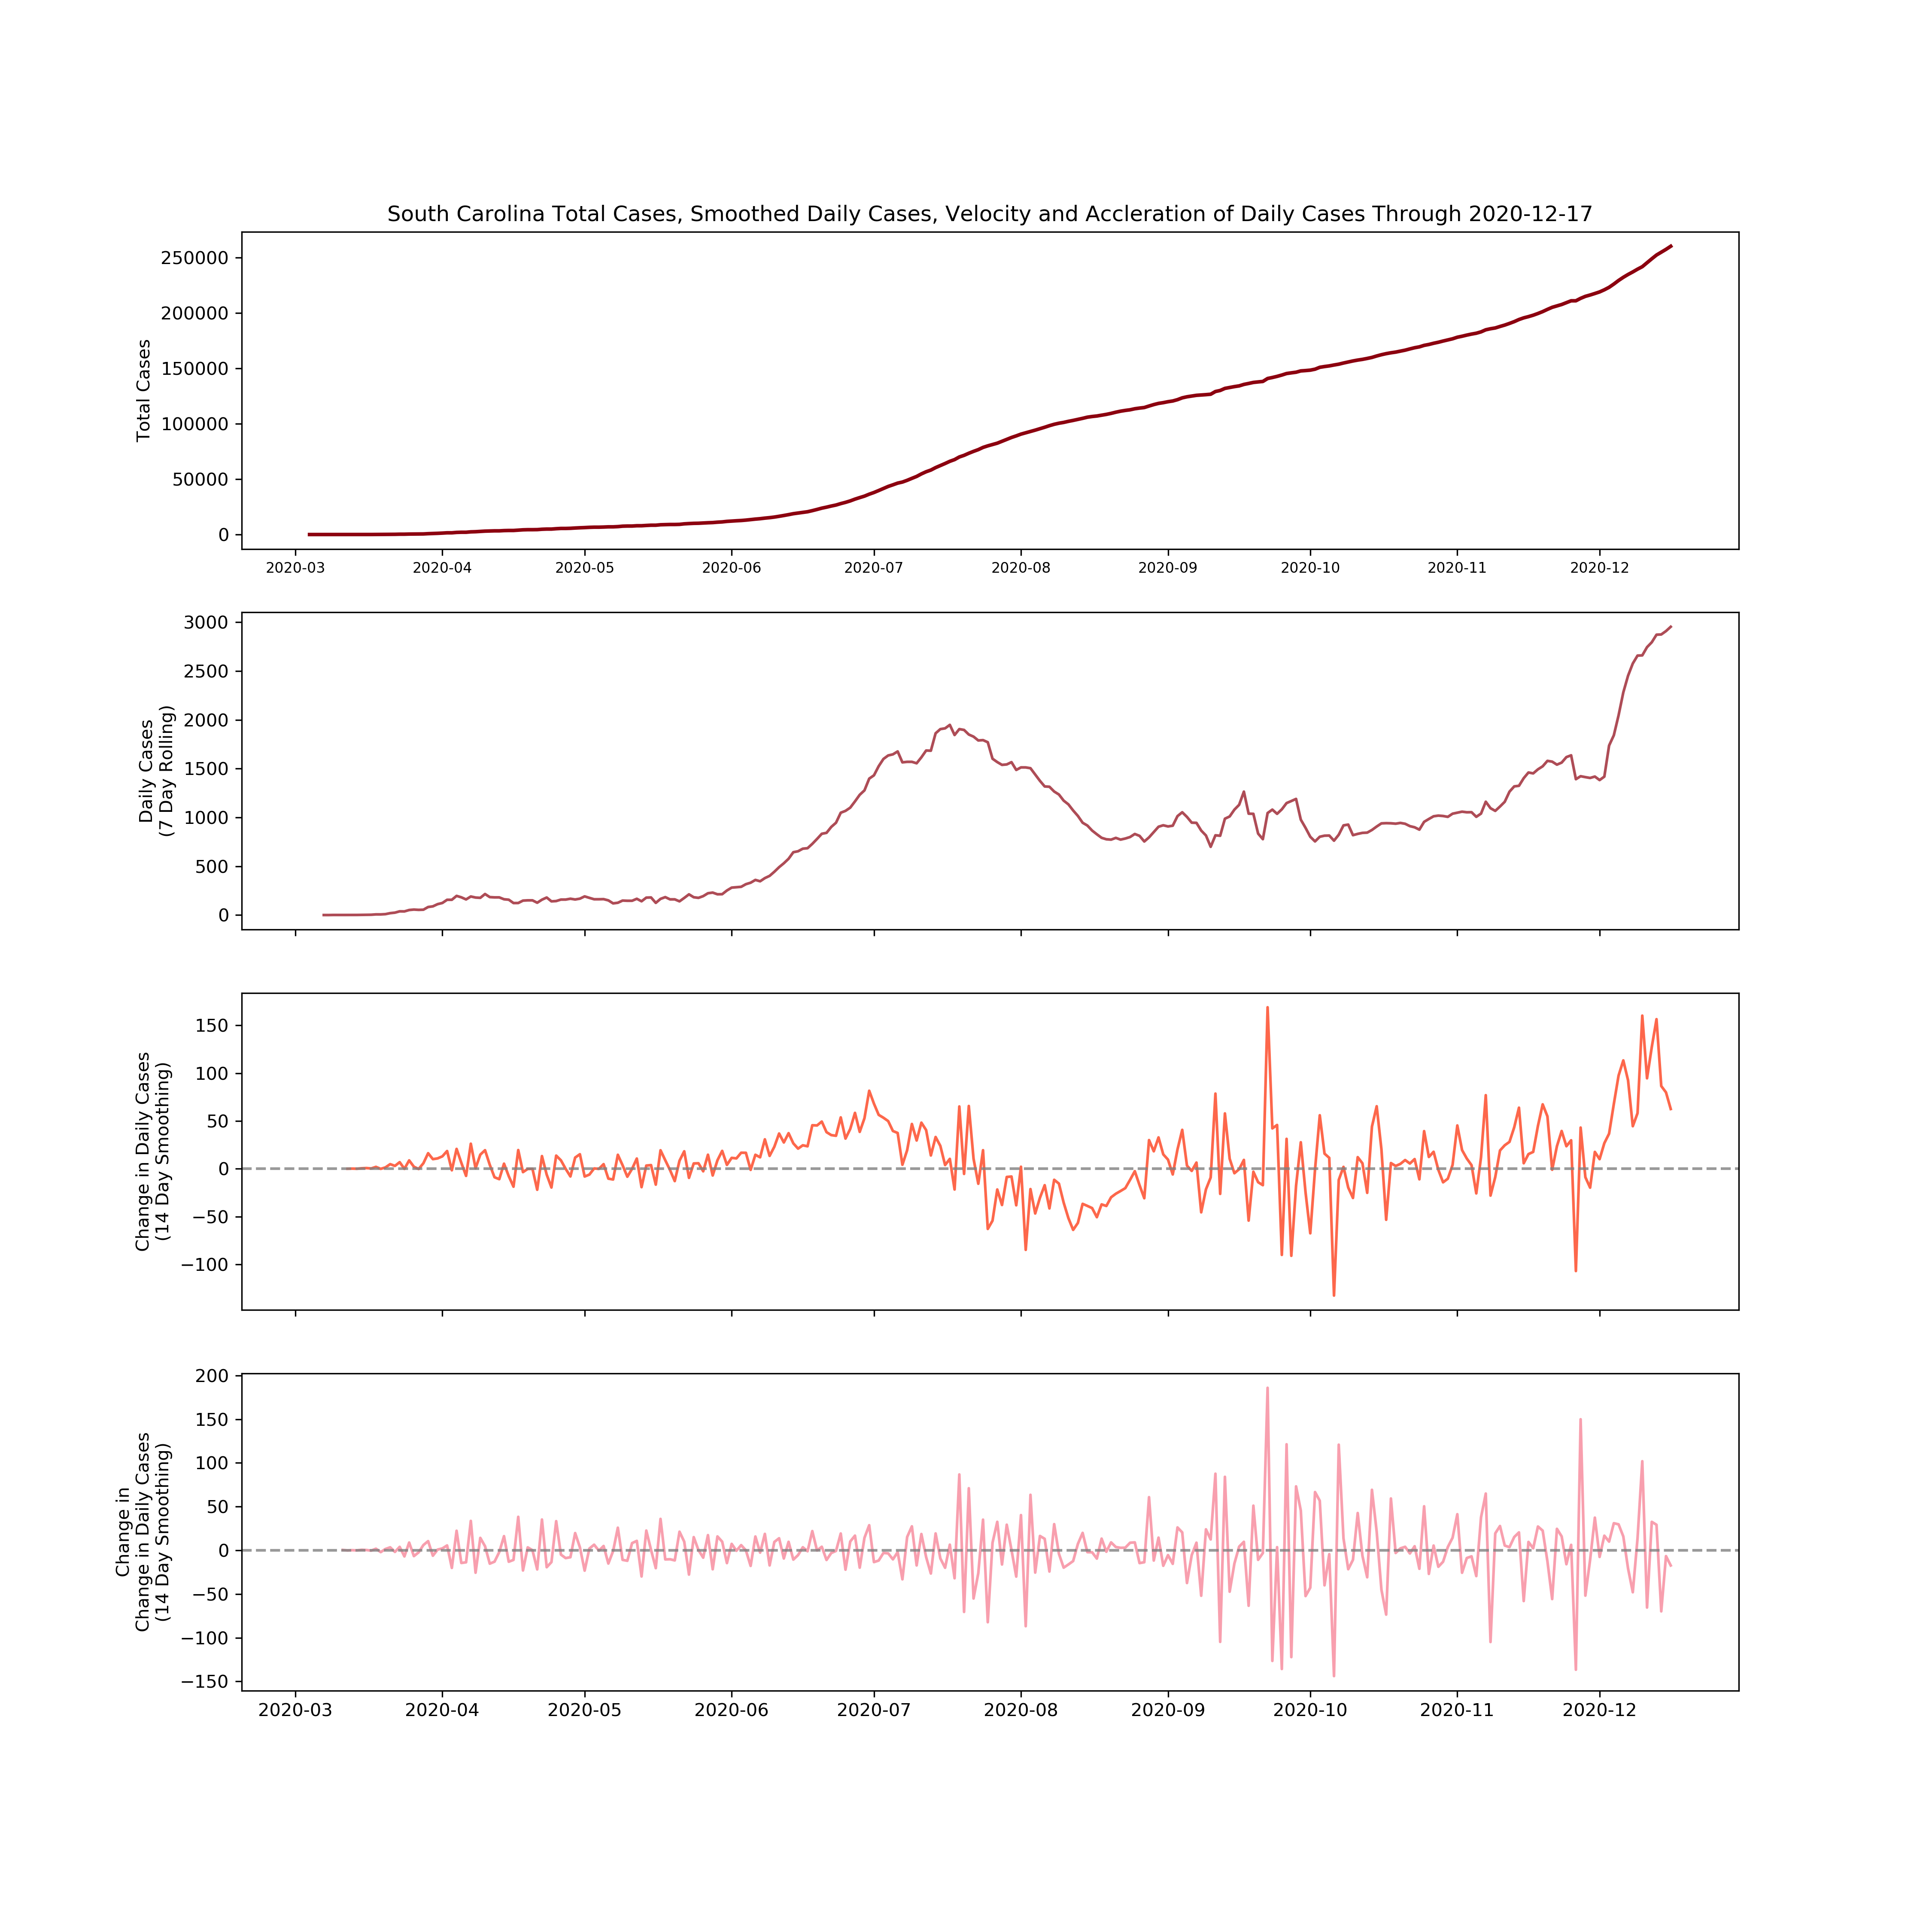 South Carolina Total Cases, Smoothed Daily Cases, Velocity and Accleration of Daily Cases Through 2020-12-17
Total Cases
250000
200000
150000
100000
50000
0
2020-03 2020-04 2020-05 2020-06 2020-07 2020-08 2020-09 2020-10 2020-11 2020-12
Daily Cases
(7 Day Rolling)
3000
2500
2000
1500
1000
500
0
Change in Daily Cases
(14 Day Smoothing)
150
100
50
0
−50
−100
Change in
Change in Daily Cases
(14 Day Smoothing)
200
150
100
50
0
−50
−100
−150
2020-03 2020-04 2020-05 2020-06 2020-07 2020-08 2020-09 2020-10 2020-11 2020-12